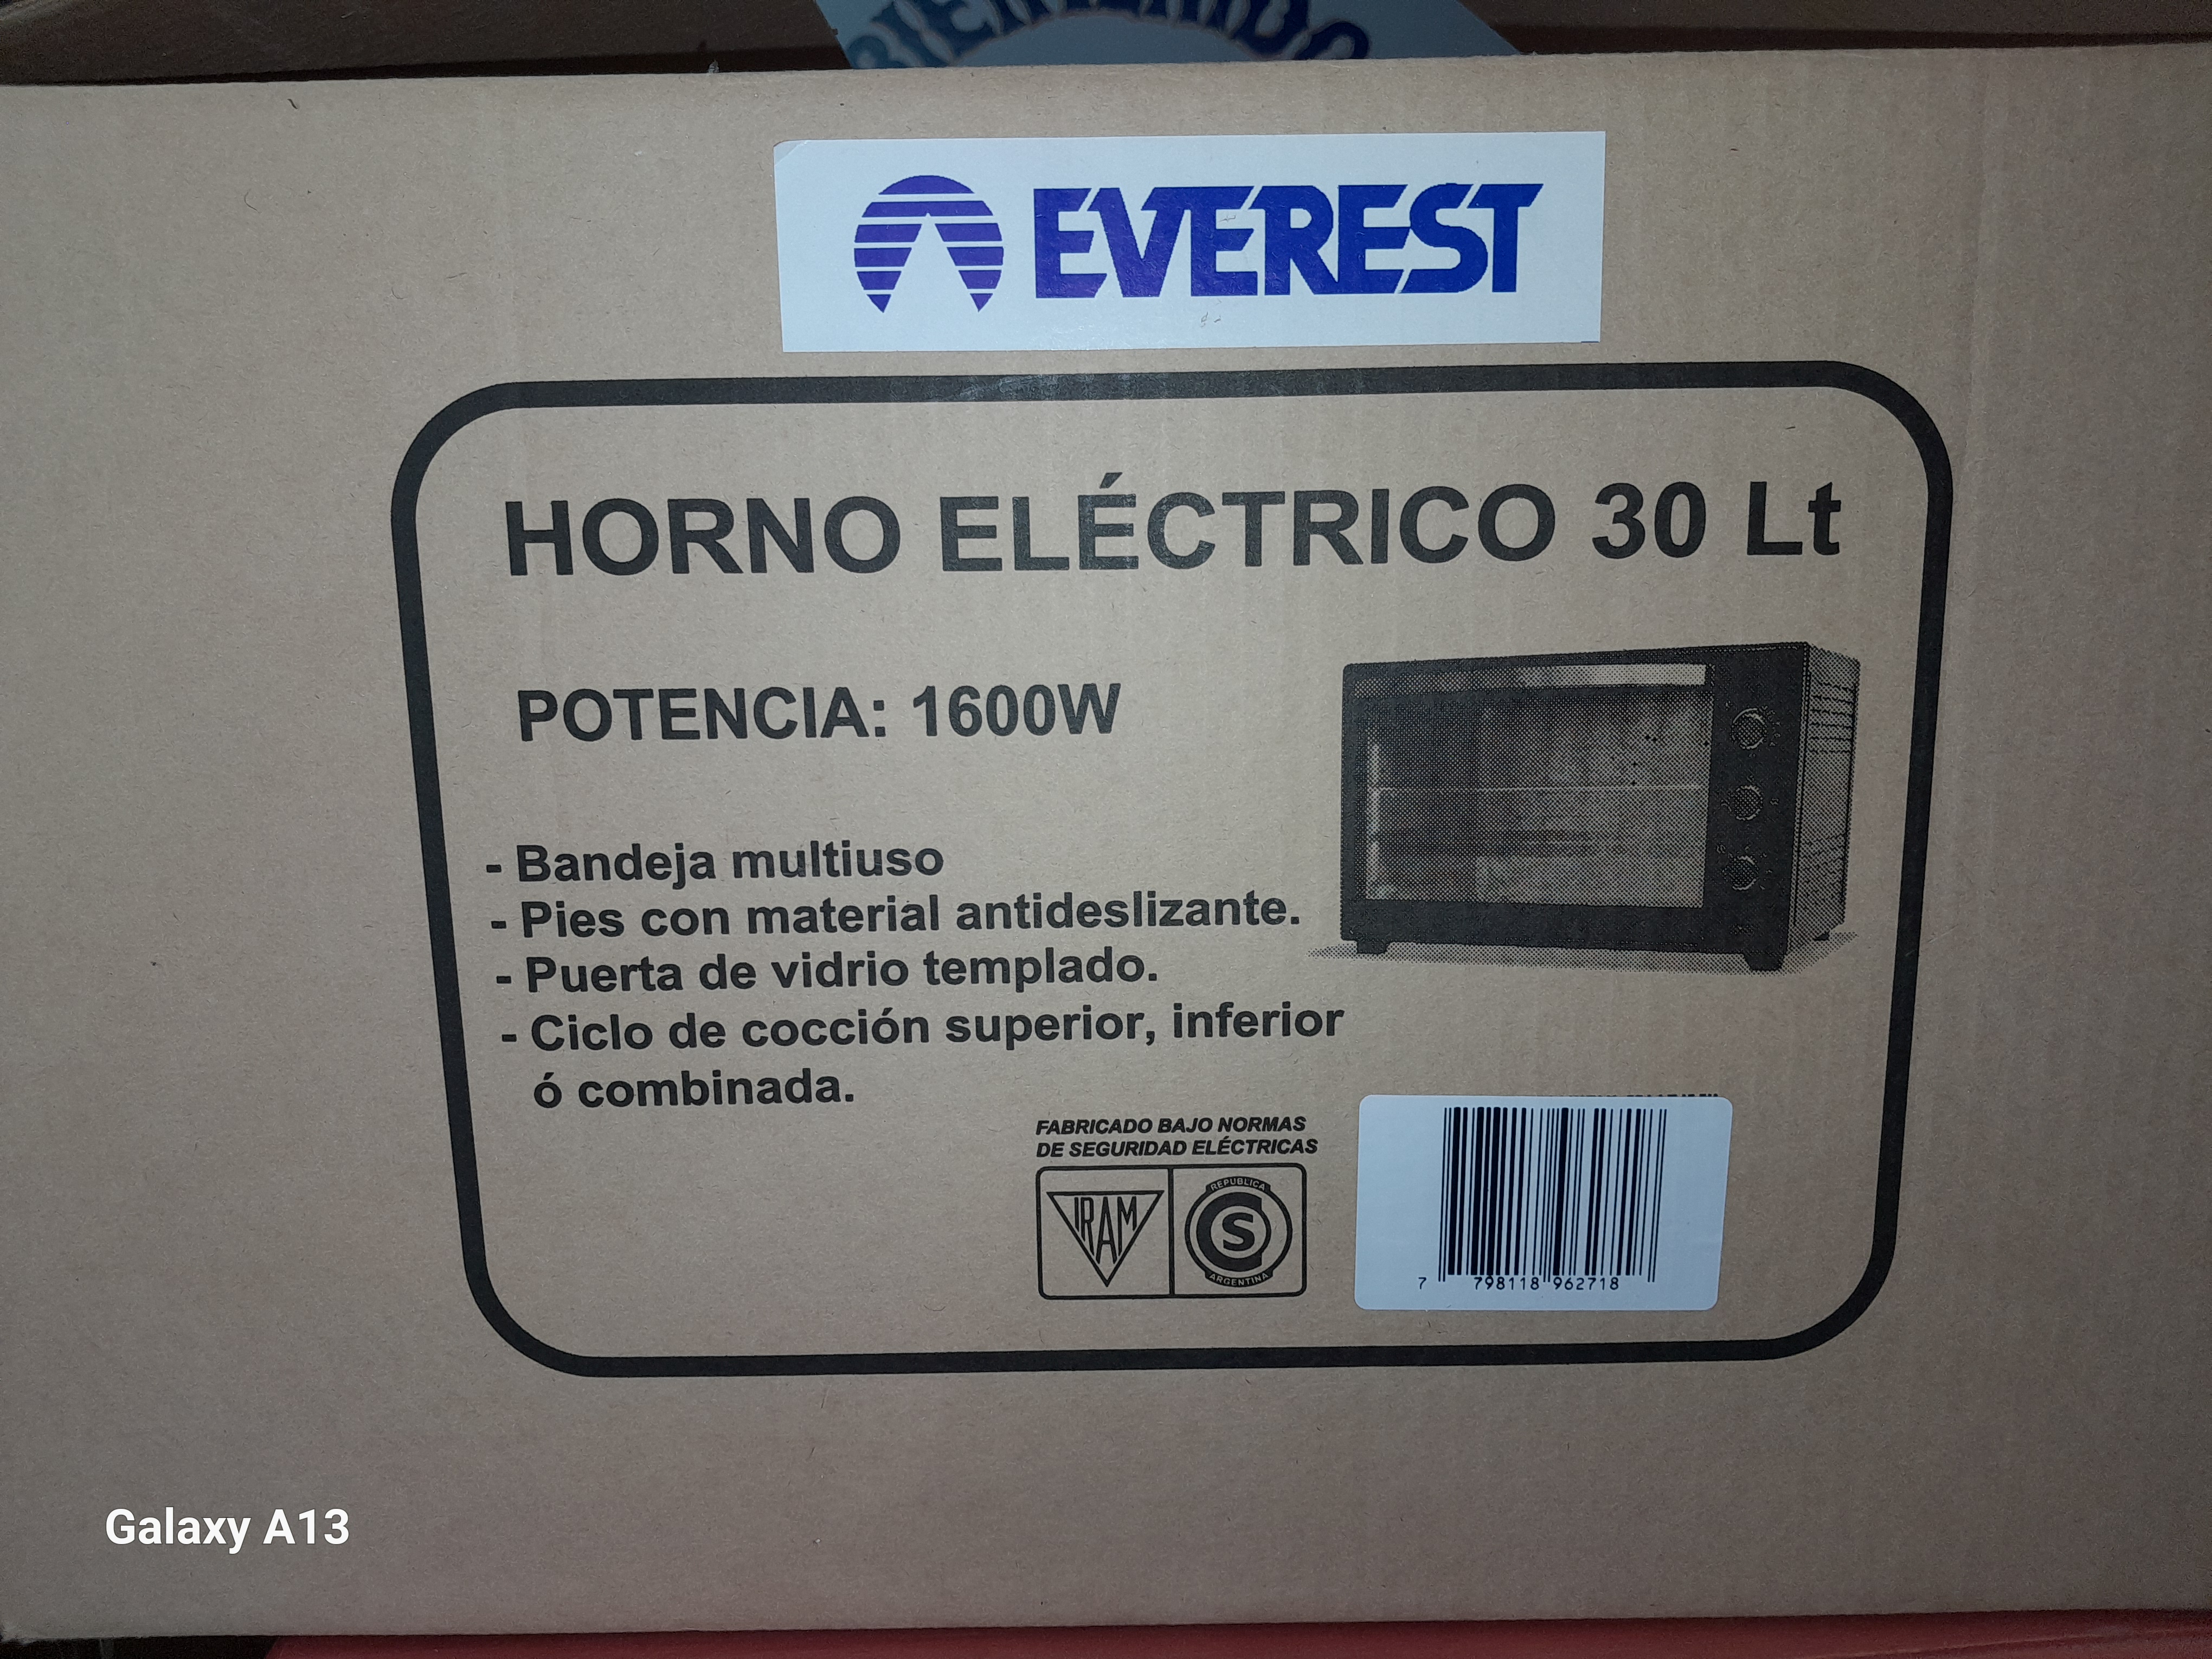 BIENVENIDO
EVEREST
HORNO ELÉCTRICO 30 Lt
POTENCIA: 1600W
- Bandeja multiuso
- Pies con material antideslizante.
- Puerta de vidrio templado.
- Ciclo de cocción superior, inferior
ó combinada.
FABRICADO BAJO NORMAS
DE SEGURIDAD ELÉCTRICAS
IRAM
REPUBLICA
S
ARGENTINA
7 798118 962718
Galaxy A13